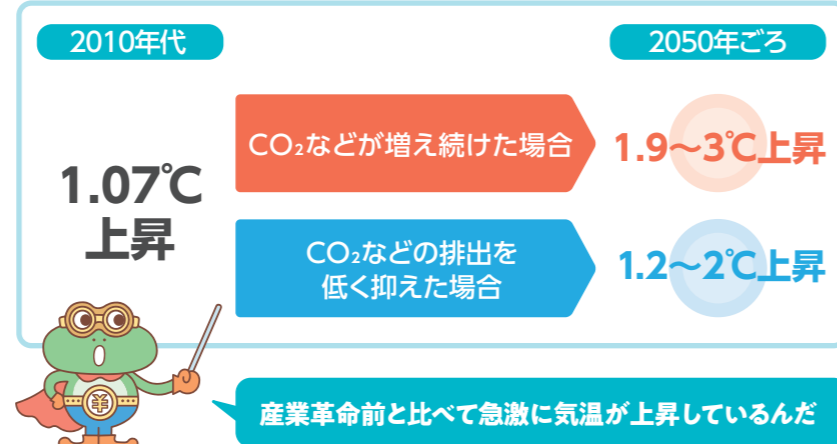 2010年代
2050年ごろ
1.07℃
上昇
CO₂などが増え続けた場合
1.9～3℃上昇
CO₂などの排出を
低く抑えた場合
1.2～2℃上昇
羊
産業革命前と比べて急激に気温が上昇しているんだ